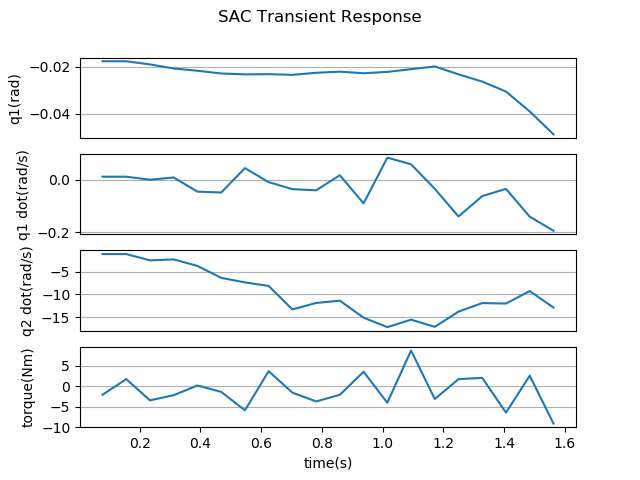 SAC Transient Response
q1(rad)
−0.02
−0.04
q1 dot(rad/s)
0.0
−0.2
q2 dot(rad/s)
−5
−10
−15
torque(Nm)
5
0
−5
−10
0.2 0.4 0.6 0.8 1.0 1.2 1.4 1.6
time(s)